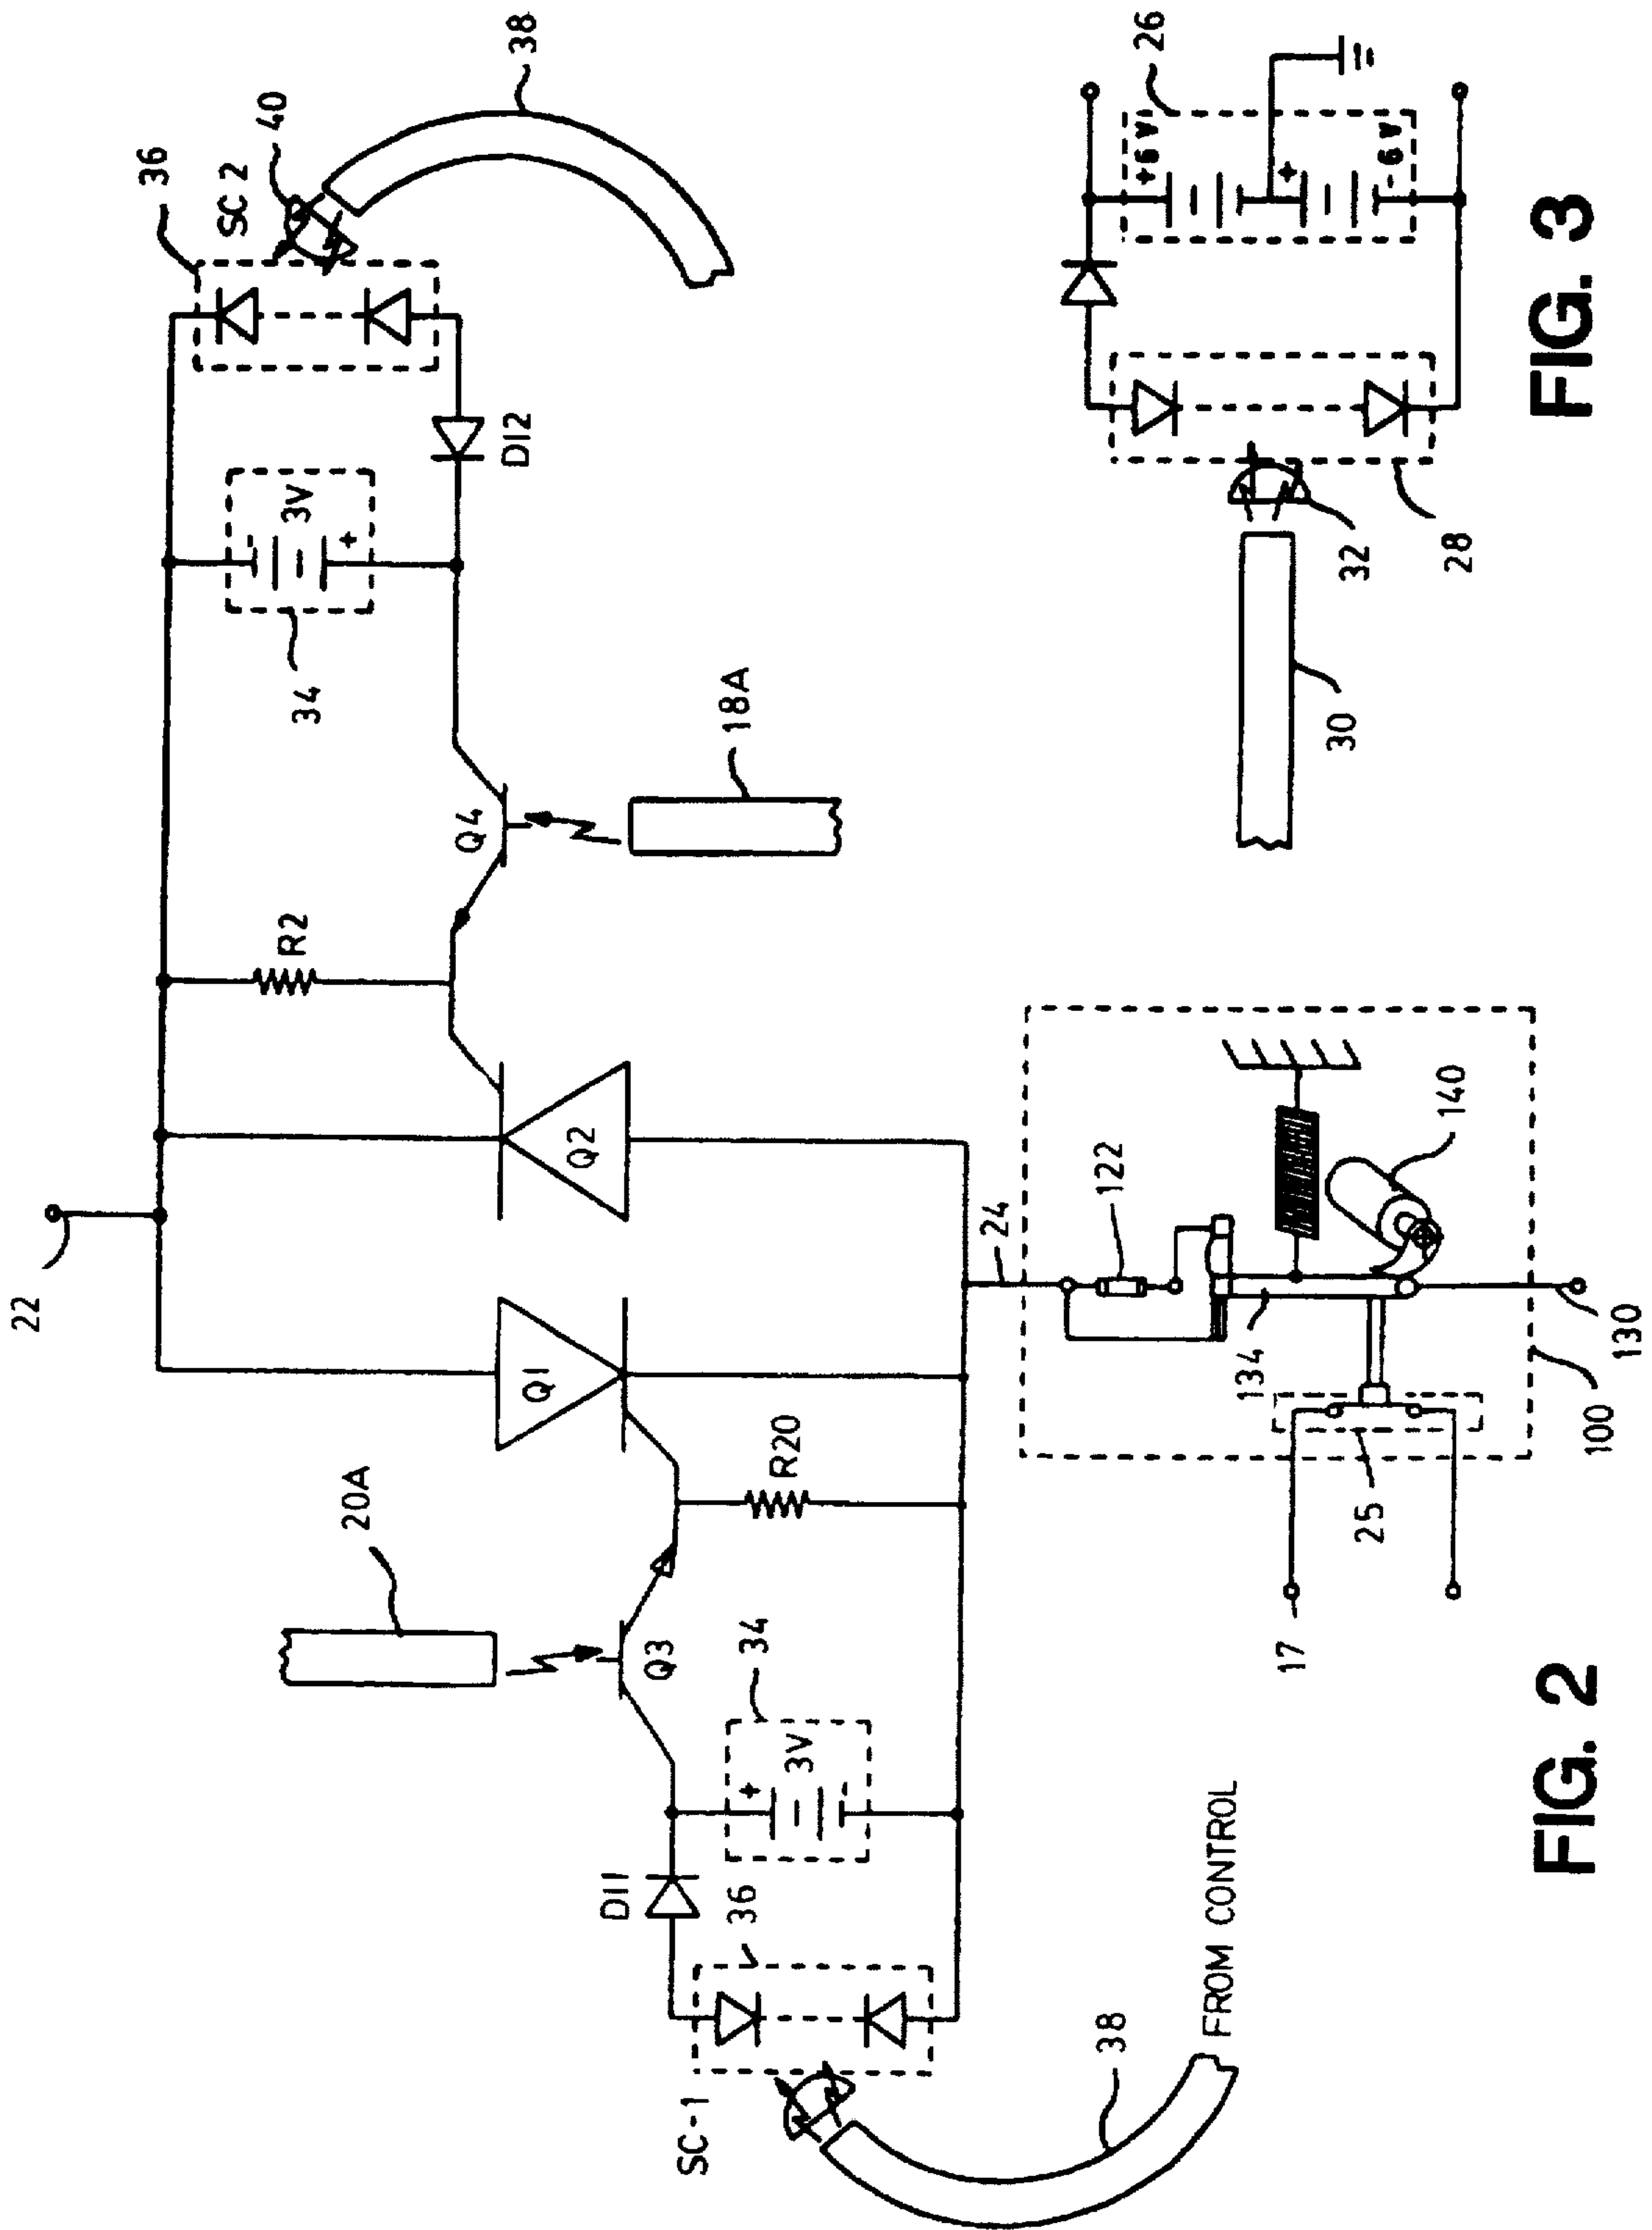 22
20A
Q1
Q2
R2
Q4
18A
34
3V
-
+
36
SC 2
40
38
D12
Q3
R20
34
+
3V
-
D11
36
SC-1
38
FROM CONTROL
24
122
134
140
25
17
100
130
FIG. 2
26
+6V
+
-6V
28
30
32
FIG. 3